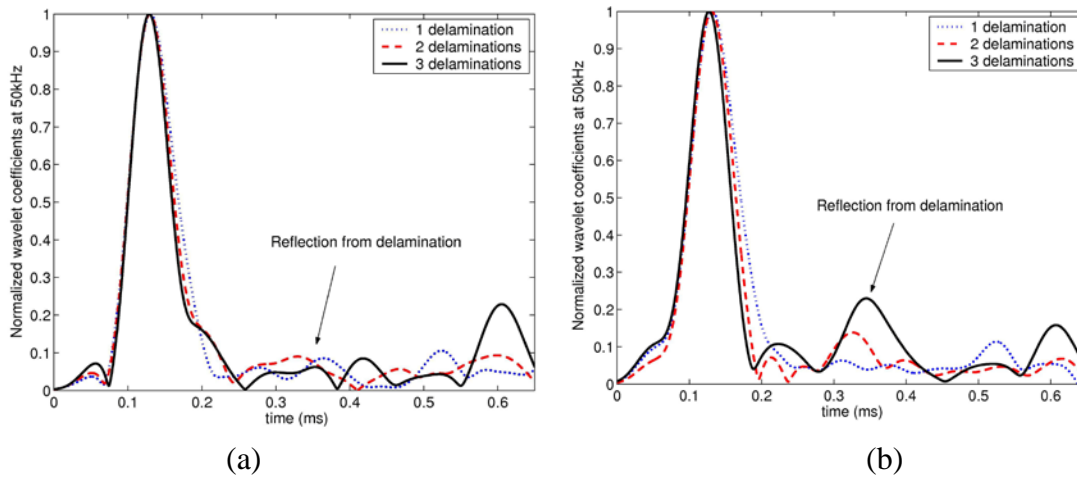 1
0.9
0.8
0.7
0.6
0.5
0.4
0.3
0.2
0.1
0
Normalized wavelet coefficients at 50kHz
1 delamination
2 delaminations
3 delaminations
Reflection from delamination
0 0.1 0.2 0.3 0.4 0.5 0.6
time (ms)
(a)
1
0.9
0.8
0.7
0.6
0.5
0.4
0.3
0.2
0.1
0
Normalized wavelet coefficients at 50kHz
1 delamination
2 delaminations
3 delaminations
Reflection from delamination
0 0.1 0.2 0.3 0.4 0.5 0.6
time (ms)
(b)